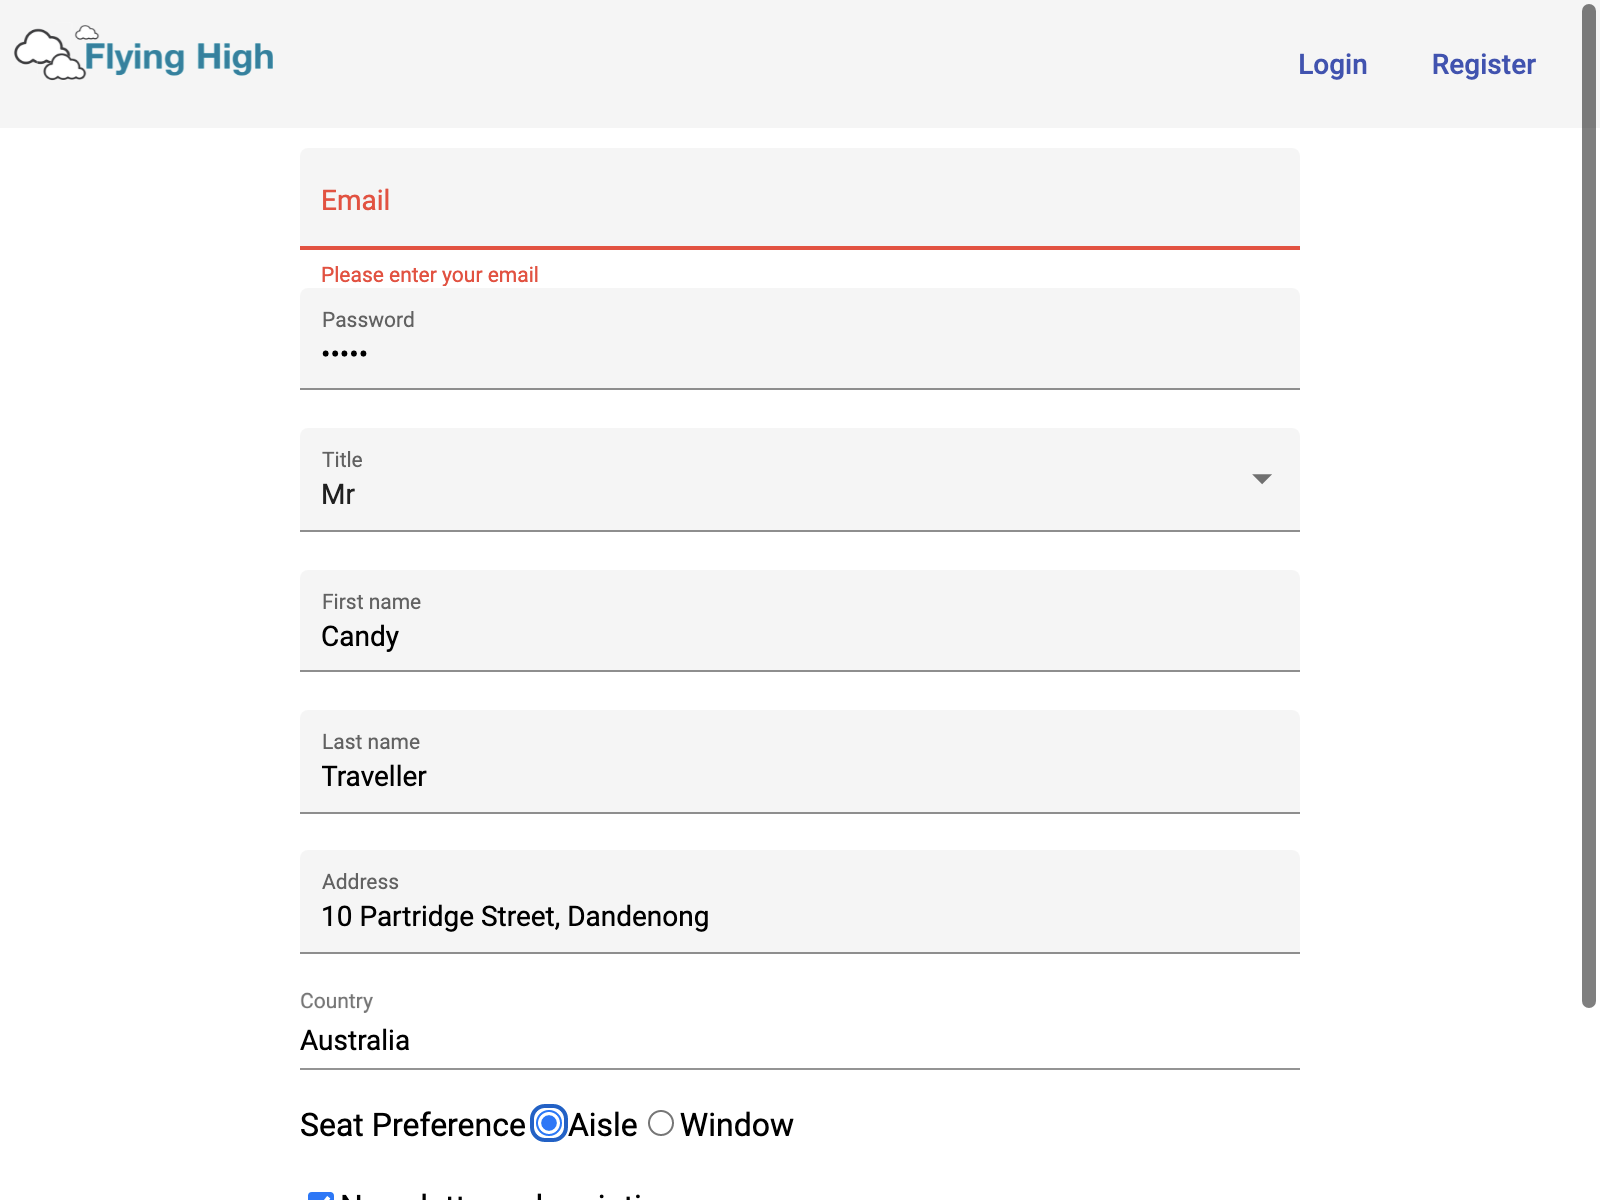 Flying High
Login Register
Email
Please enter your email
Password
•••••
Title
Mr
First name
Candy
Last name
Traveller
Address
10 Partridge Street, Dandenong
Country
Australia
Seat Preference Aisle Window